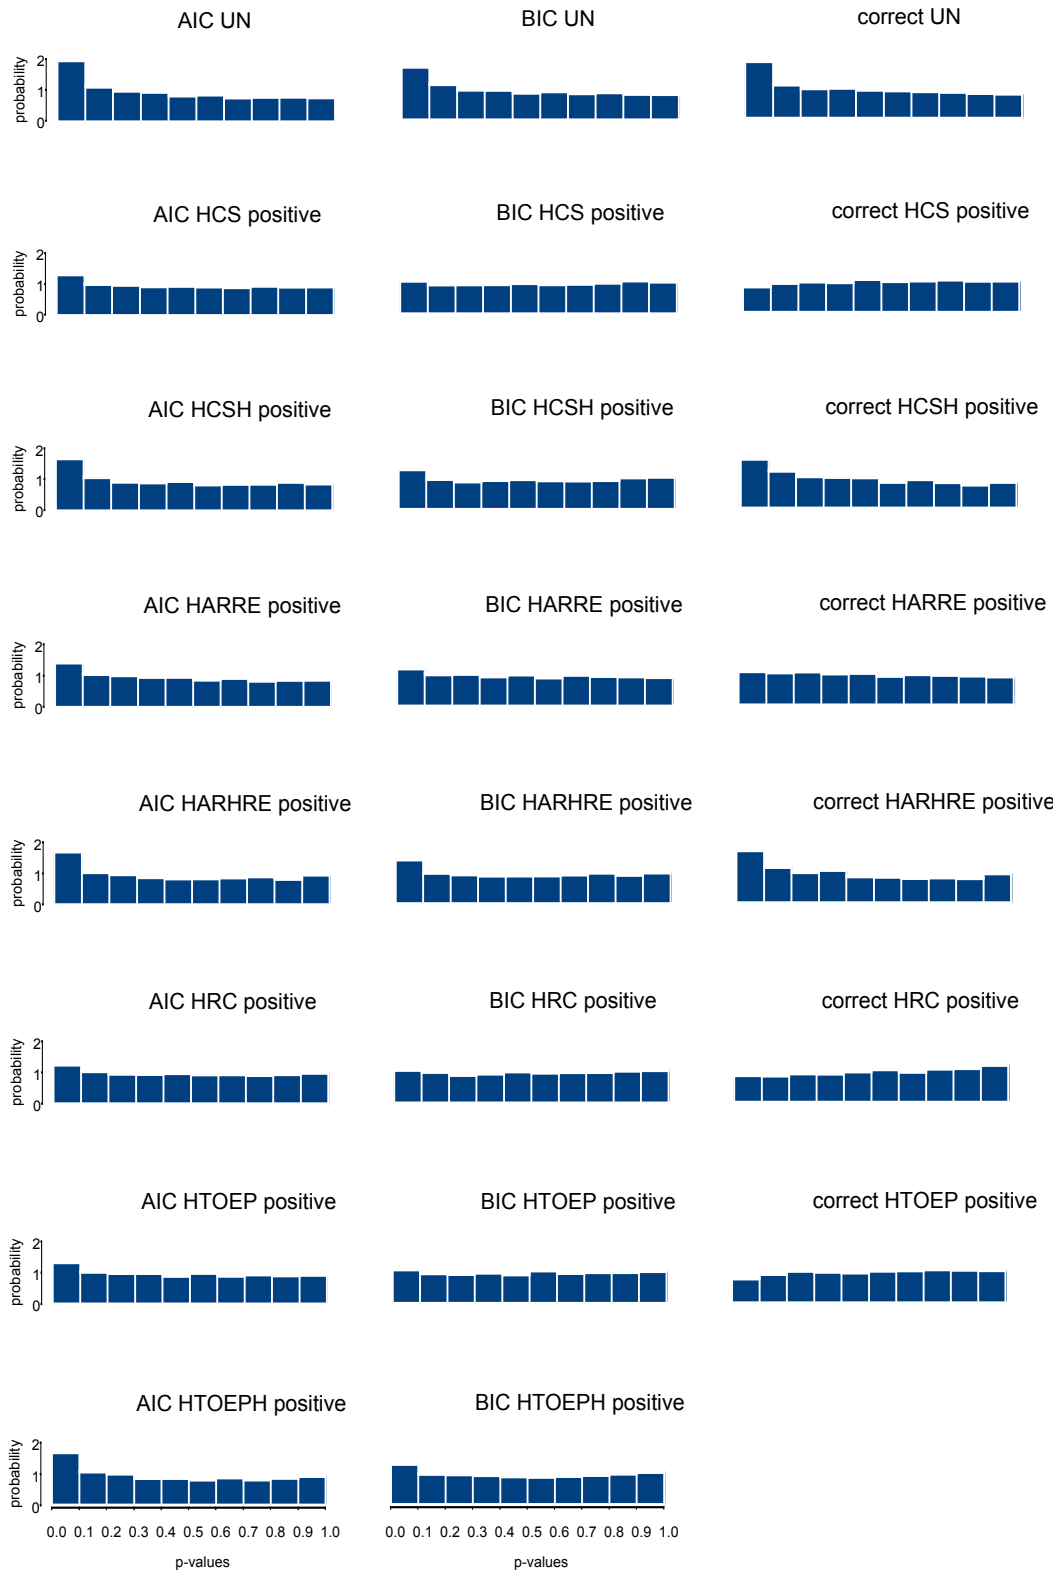 AIC UN
BIC UN
correct UN
probability
2
1
0
AIC HCS positive
BIC HCS positive
correct HCS positive
probability
2
1
0
AIC HCSH positive
BIC HCSH positive
correct HCSH positive
probability
2
1
0
AIC HARRE positive
BIC HARRE positive
correct HARRE positive
probability
2
1
0
AIC HARHRE positive
BIC HARHRE positive
correct HARHRE positive
probability
2
1
0
AIC HRC positive
BIC HRC positive
correct HRC positive
probability
2
1
0
AIC HTOEP positive
BIC HTOEP positive
correct HTOEP positive
probability
2
1
0
AIC HTOEPH positive
BIC HTOEPH positive
probability
2
1
0
0.0 0.1 0.2 0.3 0.4 0.5 0.6 0.7 0.8 0.9 1.0
0.0 0.1 0.2 0.3 0.4 0.5 0.6 0.7 0.8 0.9 1.0
p-values
p-values